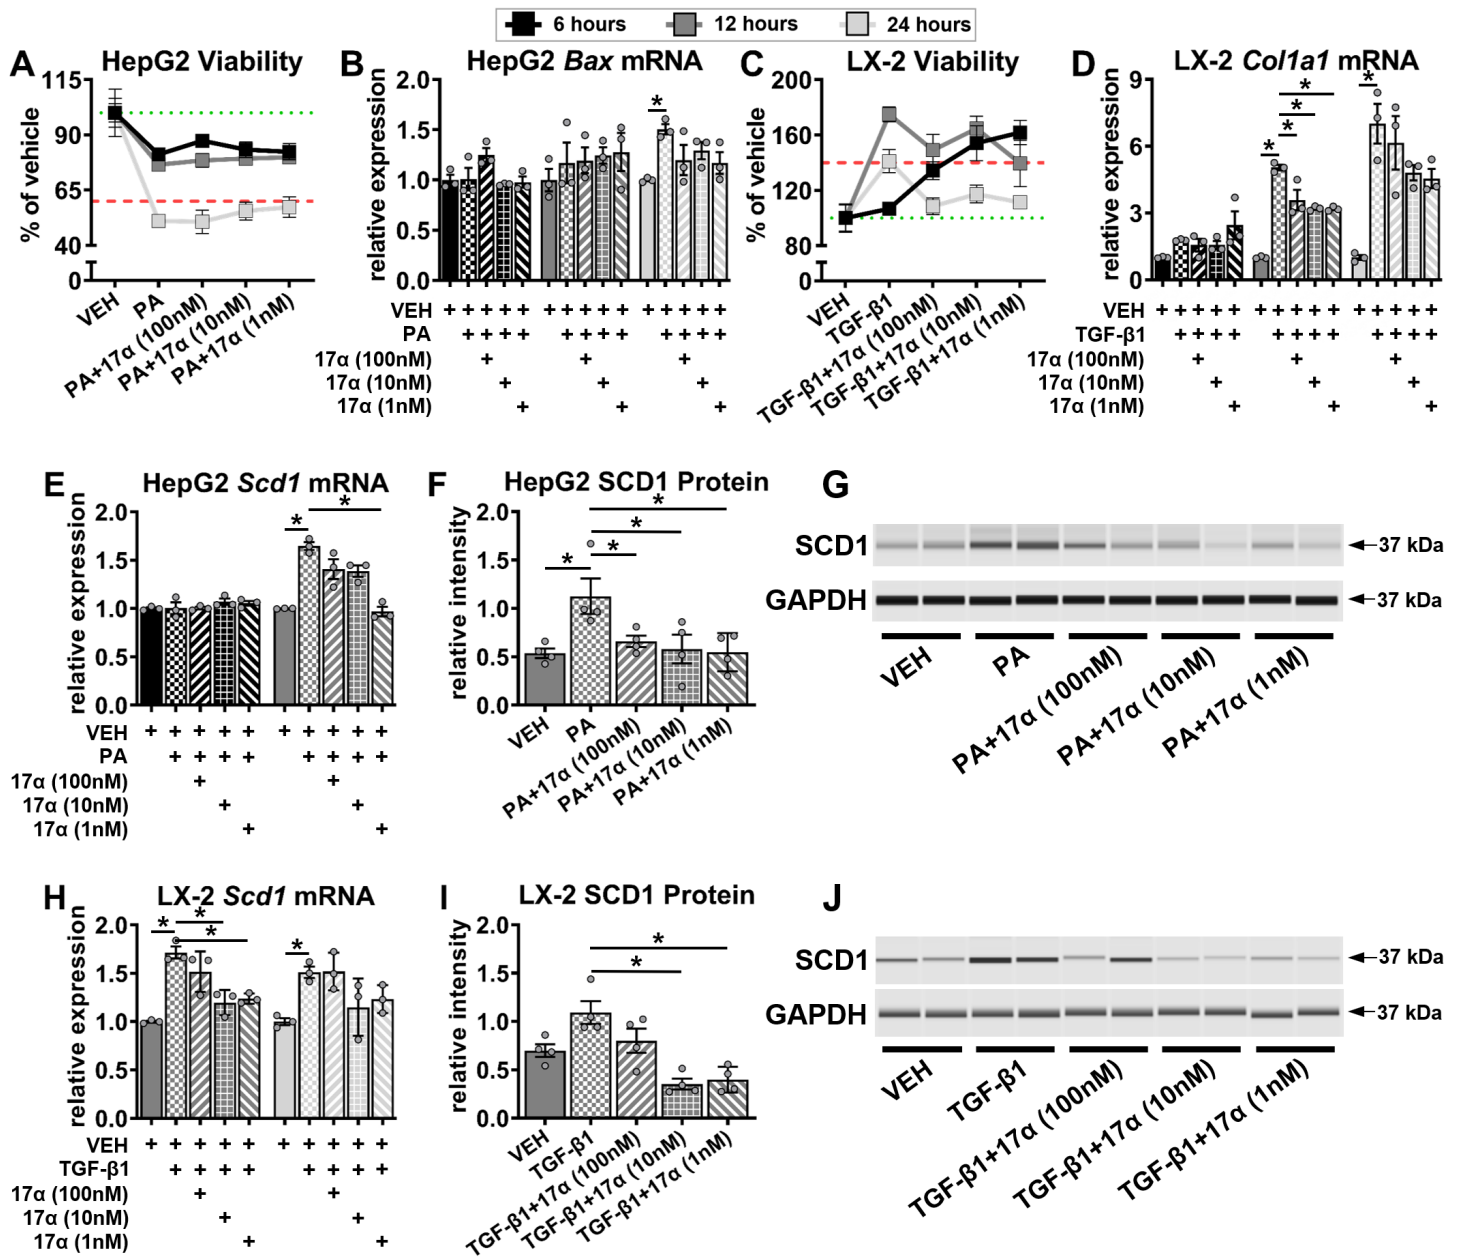 6 hours 12 hours 24 hours
A HepG2 Viability
% of vehicle
115
90
65
40
0
VEH
PA
PA+17α (100nM)
PA+17α (10nM)
PA+17α (1nM)
B HepG2 Bax mRNA
relative expression
2.0
1.5
1.0
0.5
0.0
*
VEH + + + + + + + + + + + + + + +
PA + + + + + + + + + + + +
17α (100nM) + + +
17α (10nM) + + +
17α (1nM) + + +
C LX-2 Viability
% of vehicle
200
160
120
80
0
VEH
TGF-β1
TGF-β1+17α (100nM)
TGF-β1+17α (10nM)
TGF-β1+17α (1nM)
D LX-2 Col1a1 mRNA
relative expression
9
6
3
0
* * * * *
VEH + + + + + + + + + + + + + + +
TGF-β1 + + + + + + + + + + + +
17α (100nM) + + +
17α (10nM) + + +
17α (1nM) + + +
E HepG2 Scd1 mRNA
relative expression
2.0
1.5
1.0
0.5
0.0
* *
VEH + + + + + + + + + +
PA + + + + + + + +
17α (100nM) + +
17α (10nM) + +
17α (1nM) + +
F HepG2 SCD1 Protein
relative intensity
2.0
1.5
1.0
0.5
0.0
* * * *
VEH
PA
PA+17α (100nM)
PA+17α (10nM)
PA+17α (1nM)
G
SCD1 37 kDa
GAPDH 37 kDa
VEH
PA
PA+17α (100nM)
PA+17α (10nM)
PA+17α (1nM)
H LX-2 Scd1 mRNA
relative expression
2.0
1.5
1.0
0.5
0.0
* * * *
VEH + + + + + + + + + +
TGF-β1 + + + + + + + +
17α (100nM) + +
17α (10nM) + +
17α (1nM) + +
I LX-2 SCD1 Protein
relative intensity
2.0
1.5
1.0
0.5
0.0
* *
VEH
TGF-β1
TGF-β1+17α (100nM)
TGF-β1+17α (10nM)
TGF-β1+17α (1nM)
J
SCD1 37 kDa
GAPDH 37 kDa
VEH
TGF-β1
TGF-β1+17α (100nM)
TGF-β1+17α (10nM)
TGF-β1+17α (1nM)